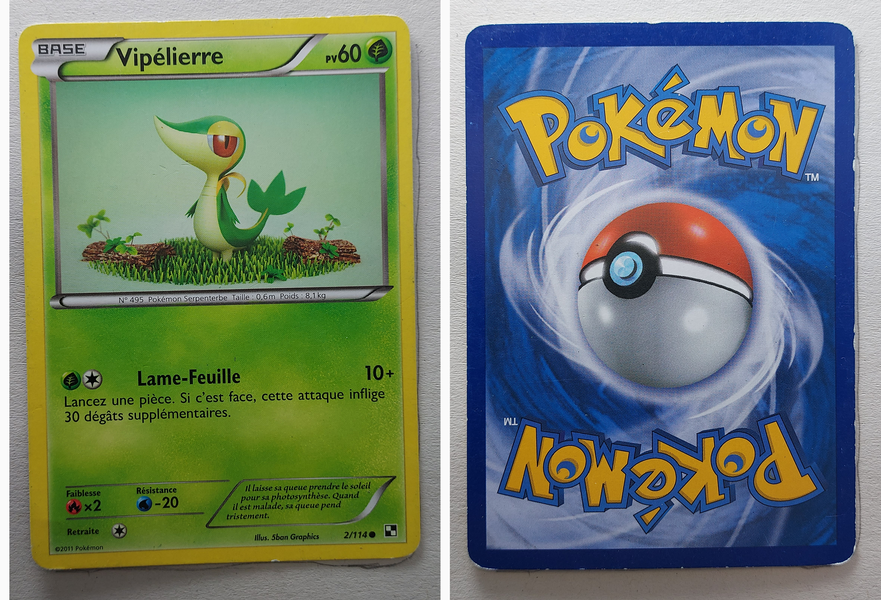 BASE
Vipélierre
PV60
N° 495 Pokémon Serpenterbe Taille : 0,6m Poids : 8,1kg
Lame-Feuille 10+
Lancez une pièce. Si c'est face, cette attaque inflige
30 dégâts supplémentaires.
Faiblesse
×2
Résistance
-20
Retraite
Il laisse sa queue prendre le soleil
pour sa photosynthèse. Quand
il est malade, sa queue pend
tristement.
Illus. 5ban Graphics
2/114
©2011 Pokémon
POKéMON
TM
POKéMON
TM